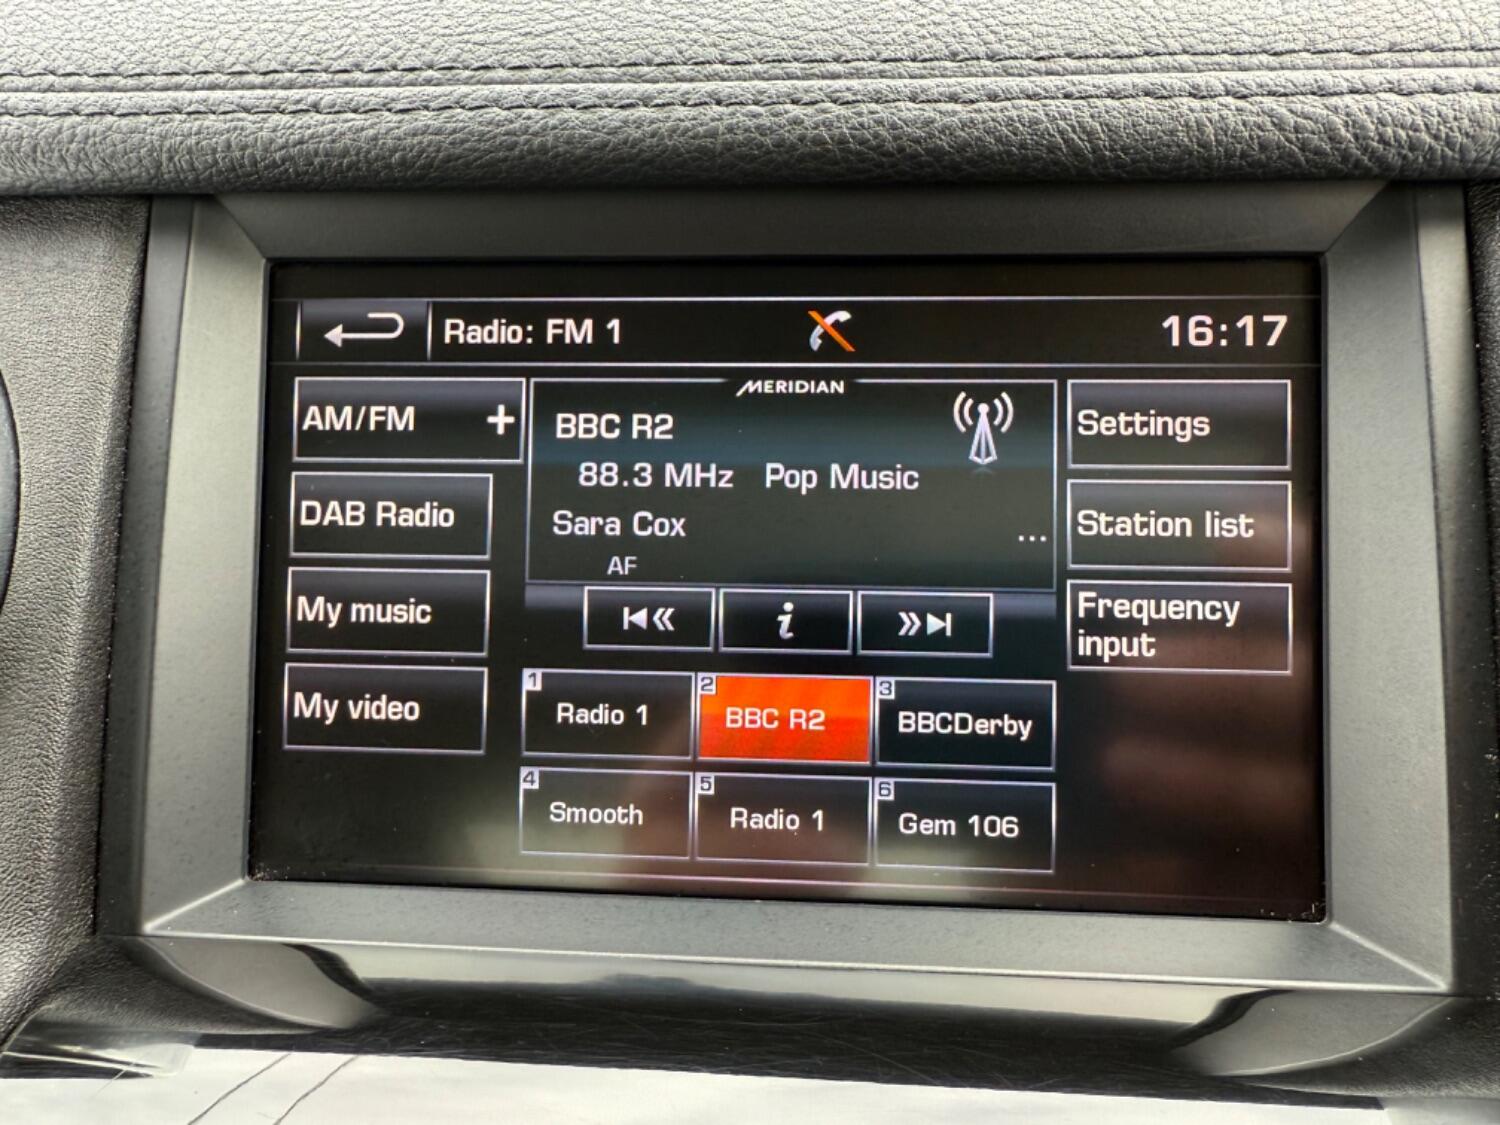 Radio: FM 1
16:17
AM/FM +
DAB Radio
My music
My video
MERIDIAN
BBC R2
88.3 MHz Pop Music
Sara Cox
...
AF
i
Settings
Station list
Frequency
input
1
Radio 1
2
BBC R2
3
BBCDerby
4
Smooth
5
Radio 1
6
Gem 106